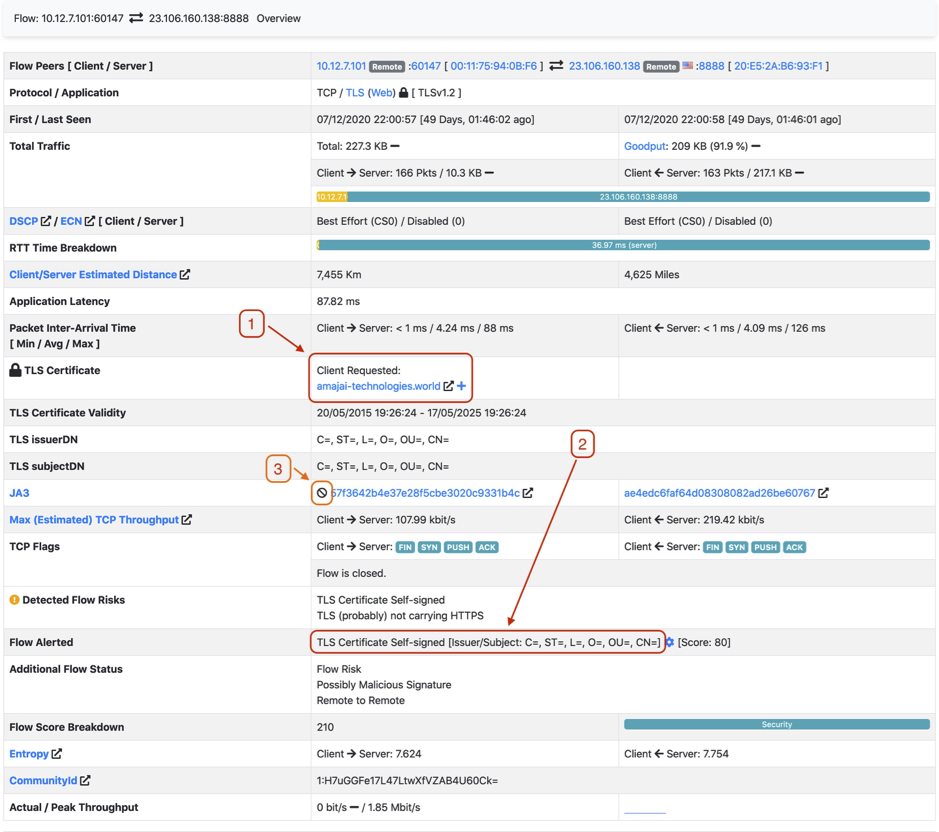 Flow: 10.12.7.101:60147 ⇄ 23.106.160.138:8888 Overview
Flow Peers [ Client / Server ] 10.12.7.101 Remote :60147 [ 00:11:75:94:0B:F6 ] ⇄ 23.106.160.138 Remote :8888 [ 20:E5:2A:B6:93:F1 ]
Protocol / Application TCP / TLS (Web) [ TLSv1.2 ]
First / Last Seen 07/12/2020 22:00:57 [49 Days, 01:46:02 ago] 07/12/2020 22:00:58 [49 Days, 01:46:01 ago]
Total Traffic Total: 227.3 KB — Goodput: 209 KB (91.9 %) —
Client → Server: 166 Pkts / 10.3 KB — Client ← Server: 163 Pkts / 217.1 KB —
10.12.7.1 23.106.160.138:8888
DSCP / ECN [ Client / Server ] Best Effort (CS0) / Disabled (0) Best Effort (CS0) / Disabled (0)
RTT Time Breakdown 36.97 ms (server)
Client/Server Estimated Distance 7,455 Km 4,625 Miles
Application Latency 87.82 ms
1
Packet Inter-Arrival Time Client → Server: < 1 ms / 4.24 ms / 88 ms Client ← Server: < 1 ms / 4.09 ms / 126 ms
[ Min / Avg / Max ]
TLS Certificate Client Requested:
amajai-technologies.world +
TLS Certificate Validity 20/05/2015 19:26:24 - 17/05/2025 19:26:24
TLS issuerDN C=, ST=, L=, O=, OU=, CN=
2
TLS subjectDN C=, ST=, L=, O=, OU=, CN=
3
JA3 57f3642b4e37e28f5cbe3020c9331b4c ae4edc6faf64d08308082ad26be60767
Max (Estimated) TCP Throughput Client → Server: 107.99 kbit/s Client ← Server: 219.42 kbit/s
TCP Flags Client → Server: FIN SYN PUSH ACK Client ← Server: FIN SYN PUSH ACK
Flow is closed.
Detected Flow Risks TLS Certificate Self-signed
TLS (probably) not carrying HTTPS
Flow Alerted TLS Certificate Self-signed [Issuer/Subject: C=, ST=, L=, O=, OU=, CN=] [Score: 80]
Additional Flow Status Flow Risk
Possibly Malicious Signature
Remote to Remote
Flow Score Breakdown 210 Security
Entropy Client → Server: 7.624 Client ← Server: 7.754
CommunityId 1:H7uGGFe17L47LtwXfVZAB4U60Ck=
Actual / Peak Throughput 0 bit/s — / 1.85 Mbit/s